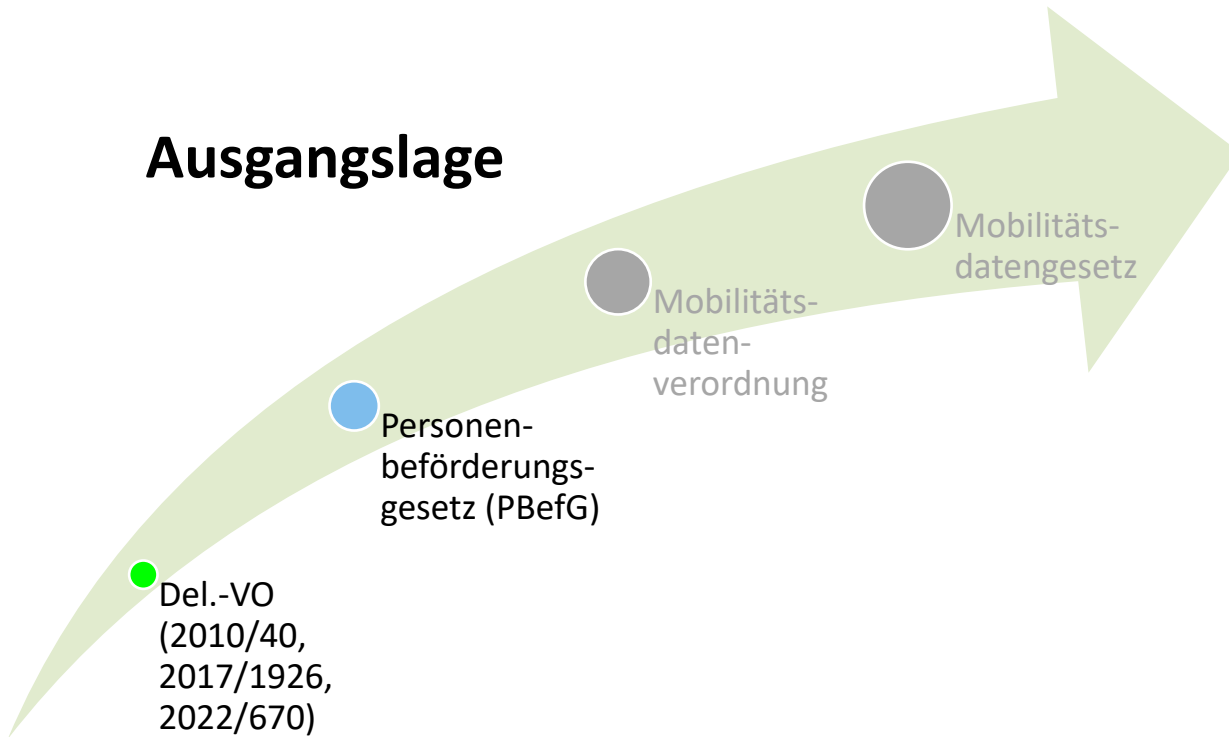 Ausgangslage
Mobilitäts-
datengesetz
Mobilitäts-
daten-
verordnung
Personen-
beförderungs-
gesetz (PBefG)
Del.-VO
(2010/40,
2017/1926,
2022/670)